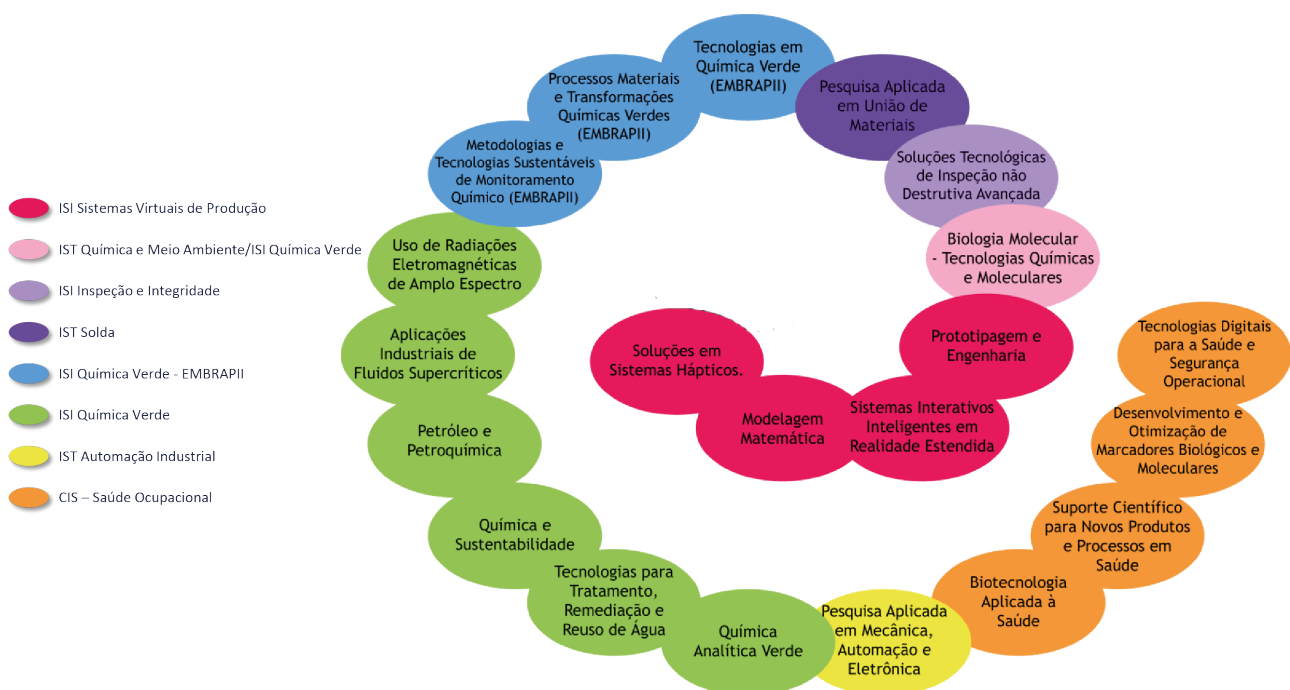 ISI Sistemas Virtuais de Produção
IST Química e Meio Ambiente/ISI Química Verde
ISI Inspeção e Integridade
IST Solda
ISI Química Verde - EMBRAPII
ISI Química Verde
IST Automação Industrial
CIS – Saúde Ocupacional
Tecnologias em
Química Verde
(EMBRAPII)
Processos Materiais
e Transformações
Químicas Verdes
(EMBRAPII)
Metodologias e
Tecnologias Sustentáveis
de Monitoramento
Químico (EMBRAPII)
Uso de Radiações
Eletromagnéticas
de Amplo Espectro
Aplicações
Industriais de
Fluidos Supercríticos
Petróleo e
Petroquímica
Química e
Sustentabilidade
Tecnologias para
Tratamento,
Remediação e
Reuso de Água
Química
Analítica Verde
Pesquisa Aplicada
em Mecânica,
Automação e
Eletrônica
Biotecnologia
Aplicada à
Saúde
Suporte Científico
para Novos Produtos
e Processos em
Saúde
Desenvolvimento e
Otimização de
Marcadores Biológicos e
Moleculares
Tecnologias Digitais
para a Saúde e
Segurança
Operacional
Pesquisa Aplicada
em União de
Materiais
Soluções Tecnológicas
de Inspeção não
Destrutiva Avançada
Biologia Molecular
- Tecnologias Químicas
e Moleculares
Prototipagem e
Engenharia
Sistemas Interativos
Inteligentes em
Realidade Estendida
Modelagem
Matemática
Soluções em
Sistemas Hápticos.